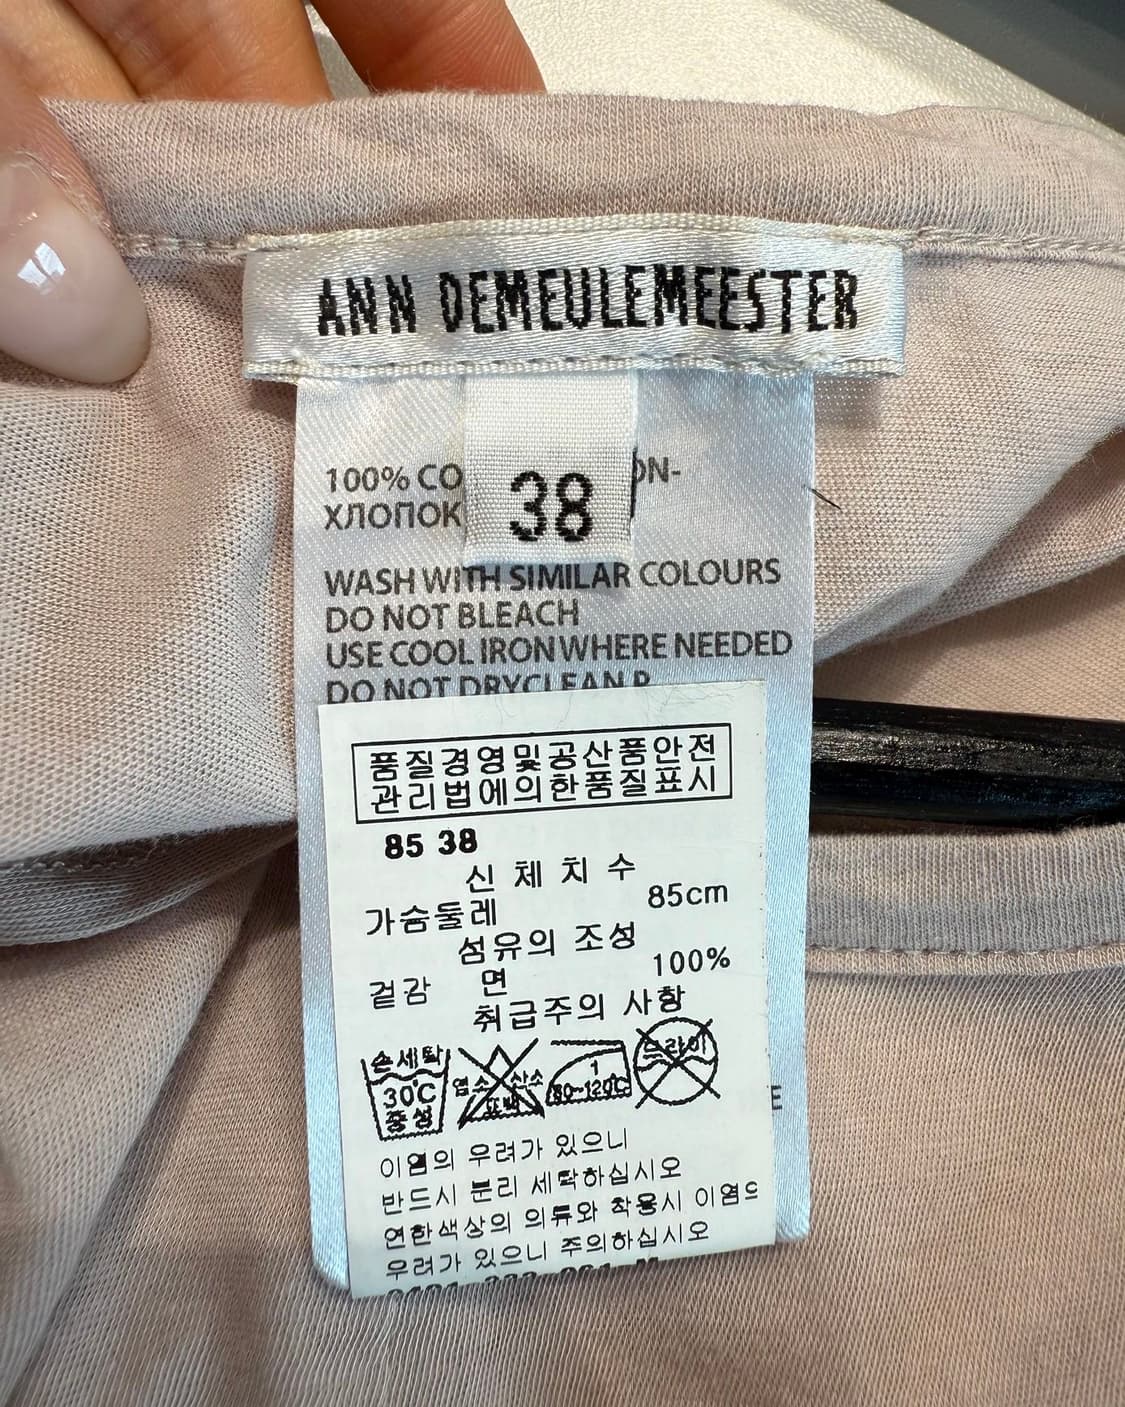 ANN DEMEULEMEESTER
38
100% CO
ХЛОПОК
WASH WITH SIMILAR COLOURS
DO NOT BLEACH
USE COOL IRON WHERE NEEDED
DO NOT DRYCLEAN
품질경영및공산품안전
관리법에의한품질표시
85 38
신체치수
가슴둘레 85cm
섬유의 조성
겉감 면 100%
취급주의 사항
손세탁
30℃
중성
염소 산소
표백
1
80~120℃
드라이
E
이염의 우려가 있으니
반드시 분리 세탁하십시오
연한색상의 의류와 착용시 이염으
우려가 있으니 주의하십시오